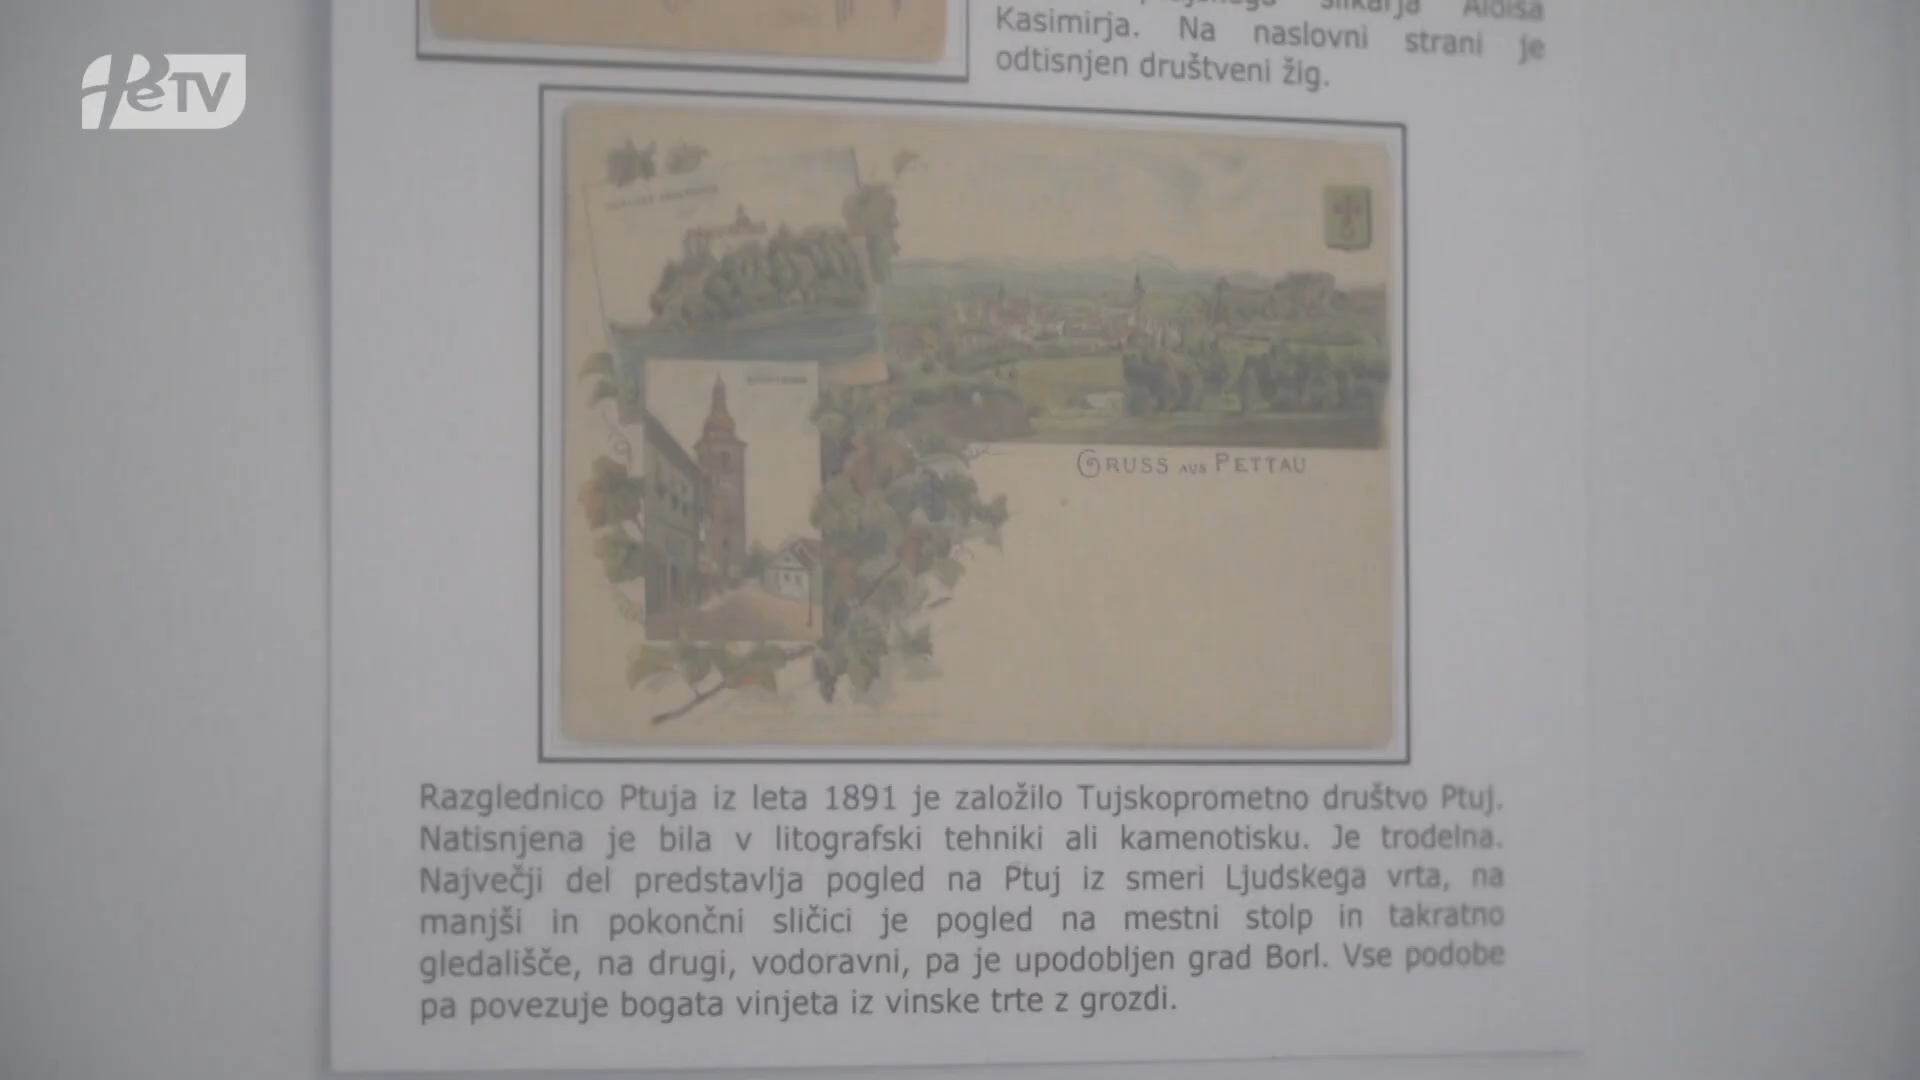 PeTV
slikarja Aloisa
Kasimirja. Na naslovni strani je
odtisnjen društveni žig.
GRUSS AUS PETTAU
Razglednico Ptuja iz leta 1891 je založilo Tujskoprometno društvo Ptuj.
Natisnjena je bila v litografski tehniki ali kamenotisku. Je trodelna.
Največji del predstavlja pogled na Ptuj iz smeri Ljudskega vrta, na
manjši in pokončni sličici je pogled na mestni stolp in takratno
gledališče, na drugi, vodoravni, pa je upodobljen grad Borl. Vse podobe
pa povezuje bogata vinjeta iz vinske trte z grozdi.